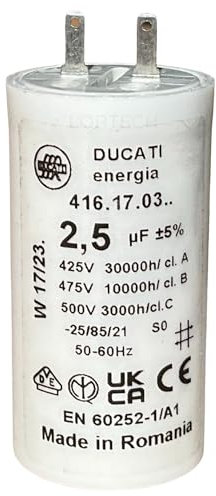 DUCATI
energia
416.17.03..
2,5 µF ±5%
425V 30000h/ cl. A
475V 10000h/ cl. B
500V 3000h/cl.C
-25/85/21 S0
50-60Hz
W 17/23.
VDE UK CA CE
EN 60252-1/A1
Made in Romania